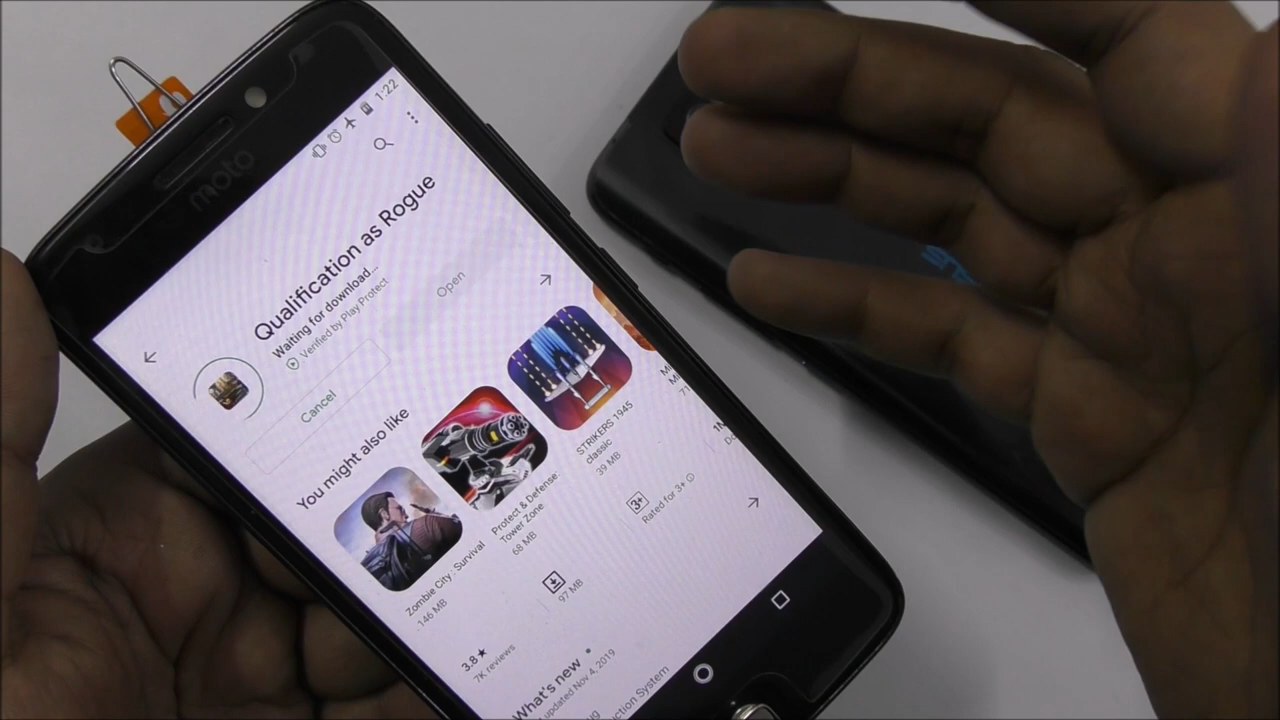 moto
1:22
Qualification as Rogue
Waiting for download...
Verified by Play Protect
Cancel
Open
You might also like
Zombie City : Survival
146 MB
Protect & Defense:
Tower Zone
68 MB
STRIKERS 1945
classic
39 MB
3.8★
7K reviews
97 MB
3+
Rated for 3+
What's new
Updated Nov 4, 2019